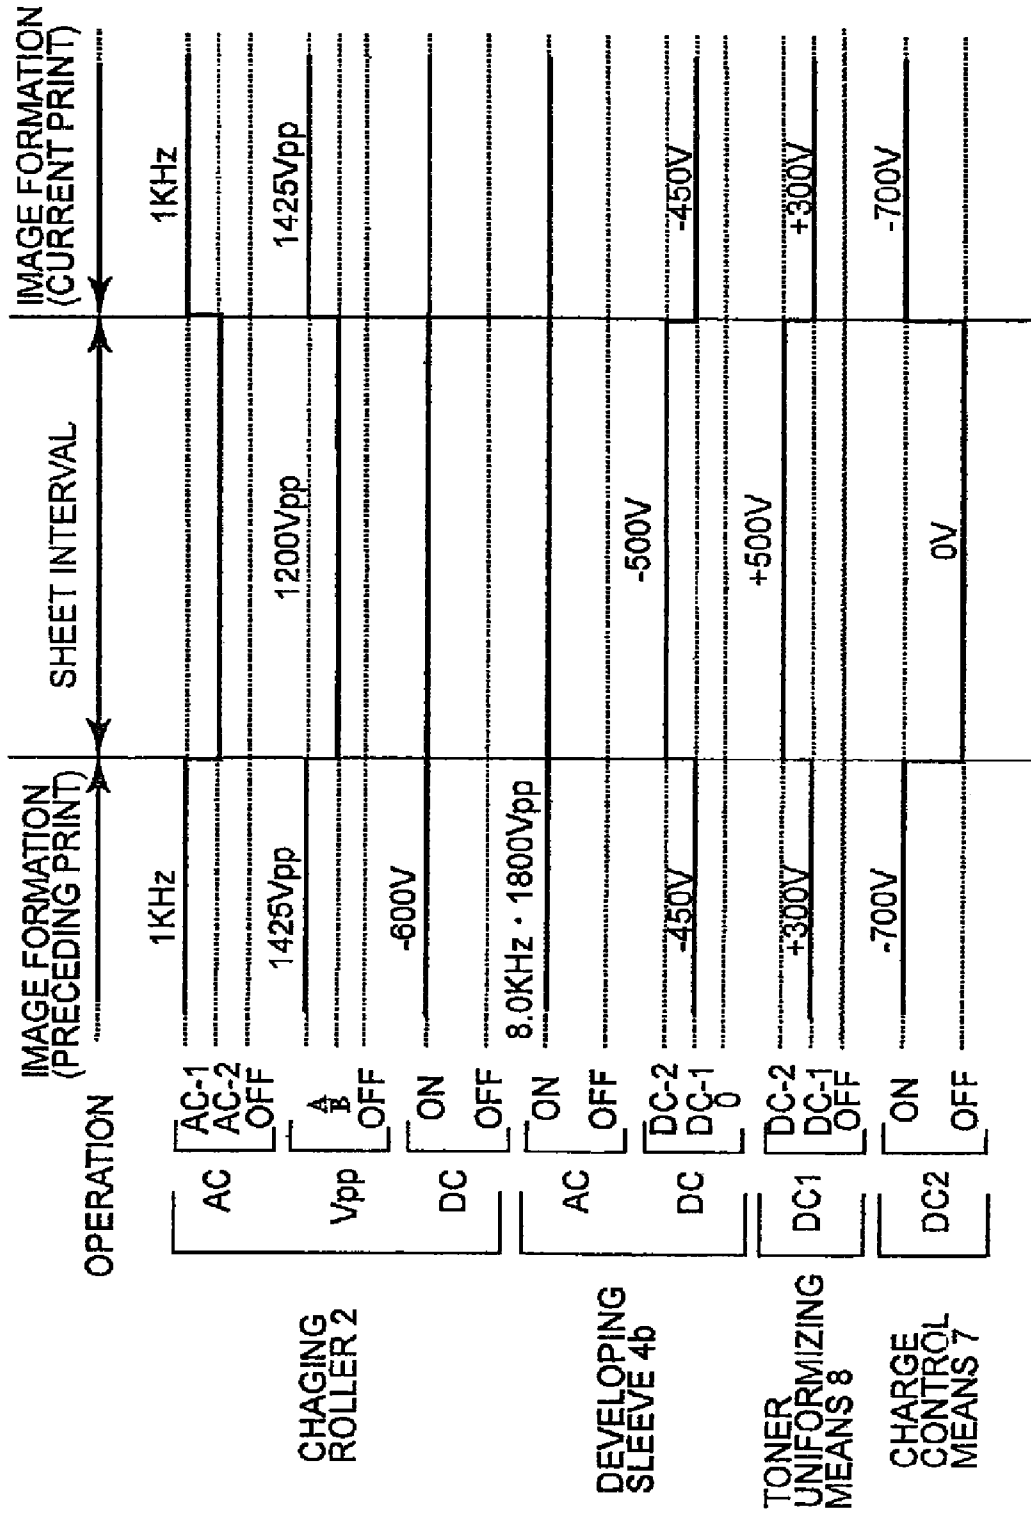 OPERATION
IMAGE FORMATION
(PRECEDING PRINT)
SHEET INTERVAL
IMAGE FORMATION
(CURRENT PRINT)
CHAGING
ROLLER 2
AC
AC-1
AC-2
OFF
1KHz
1KHz
Vpp
A
B
OFF
1425Vpp
1200Vpp
1425Vpp
DC
ON
OFF
-600V
DEVELOPING
SLEEVE 4b
AC
ON
OFF
8.0KHz・1800Vpp
DC
DC-2
DC-1
0
-450V
-500V
-450V
TONER
UNIFORMIZING
MEANS 8
DC1
DC-2
DC-1
OFF
+300V
+500V
+300V
CHARGE
CONTROL
MEANS 7
DC2
ON
OFF
-700V
0V
-700V